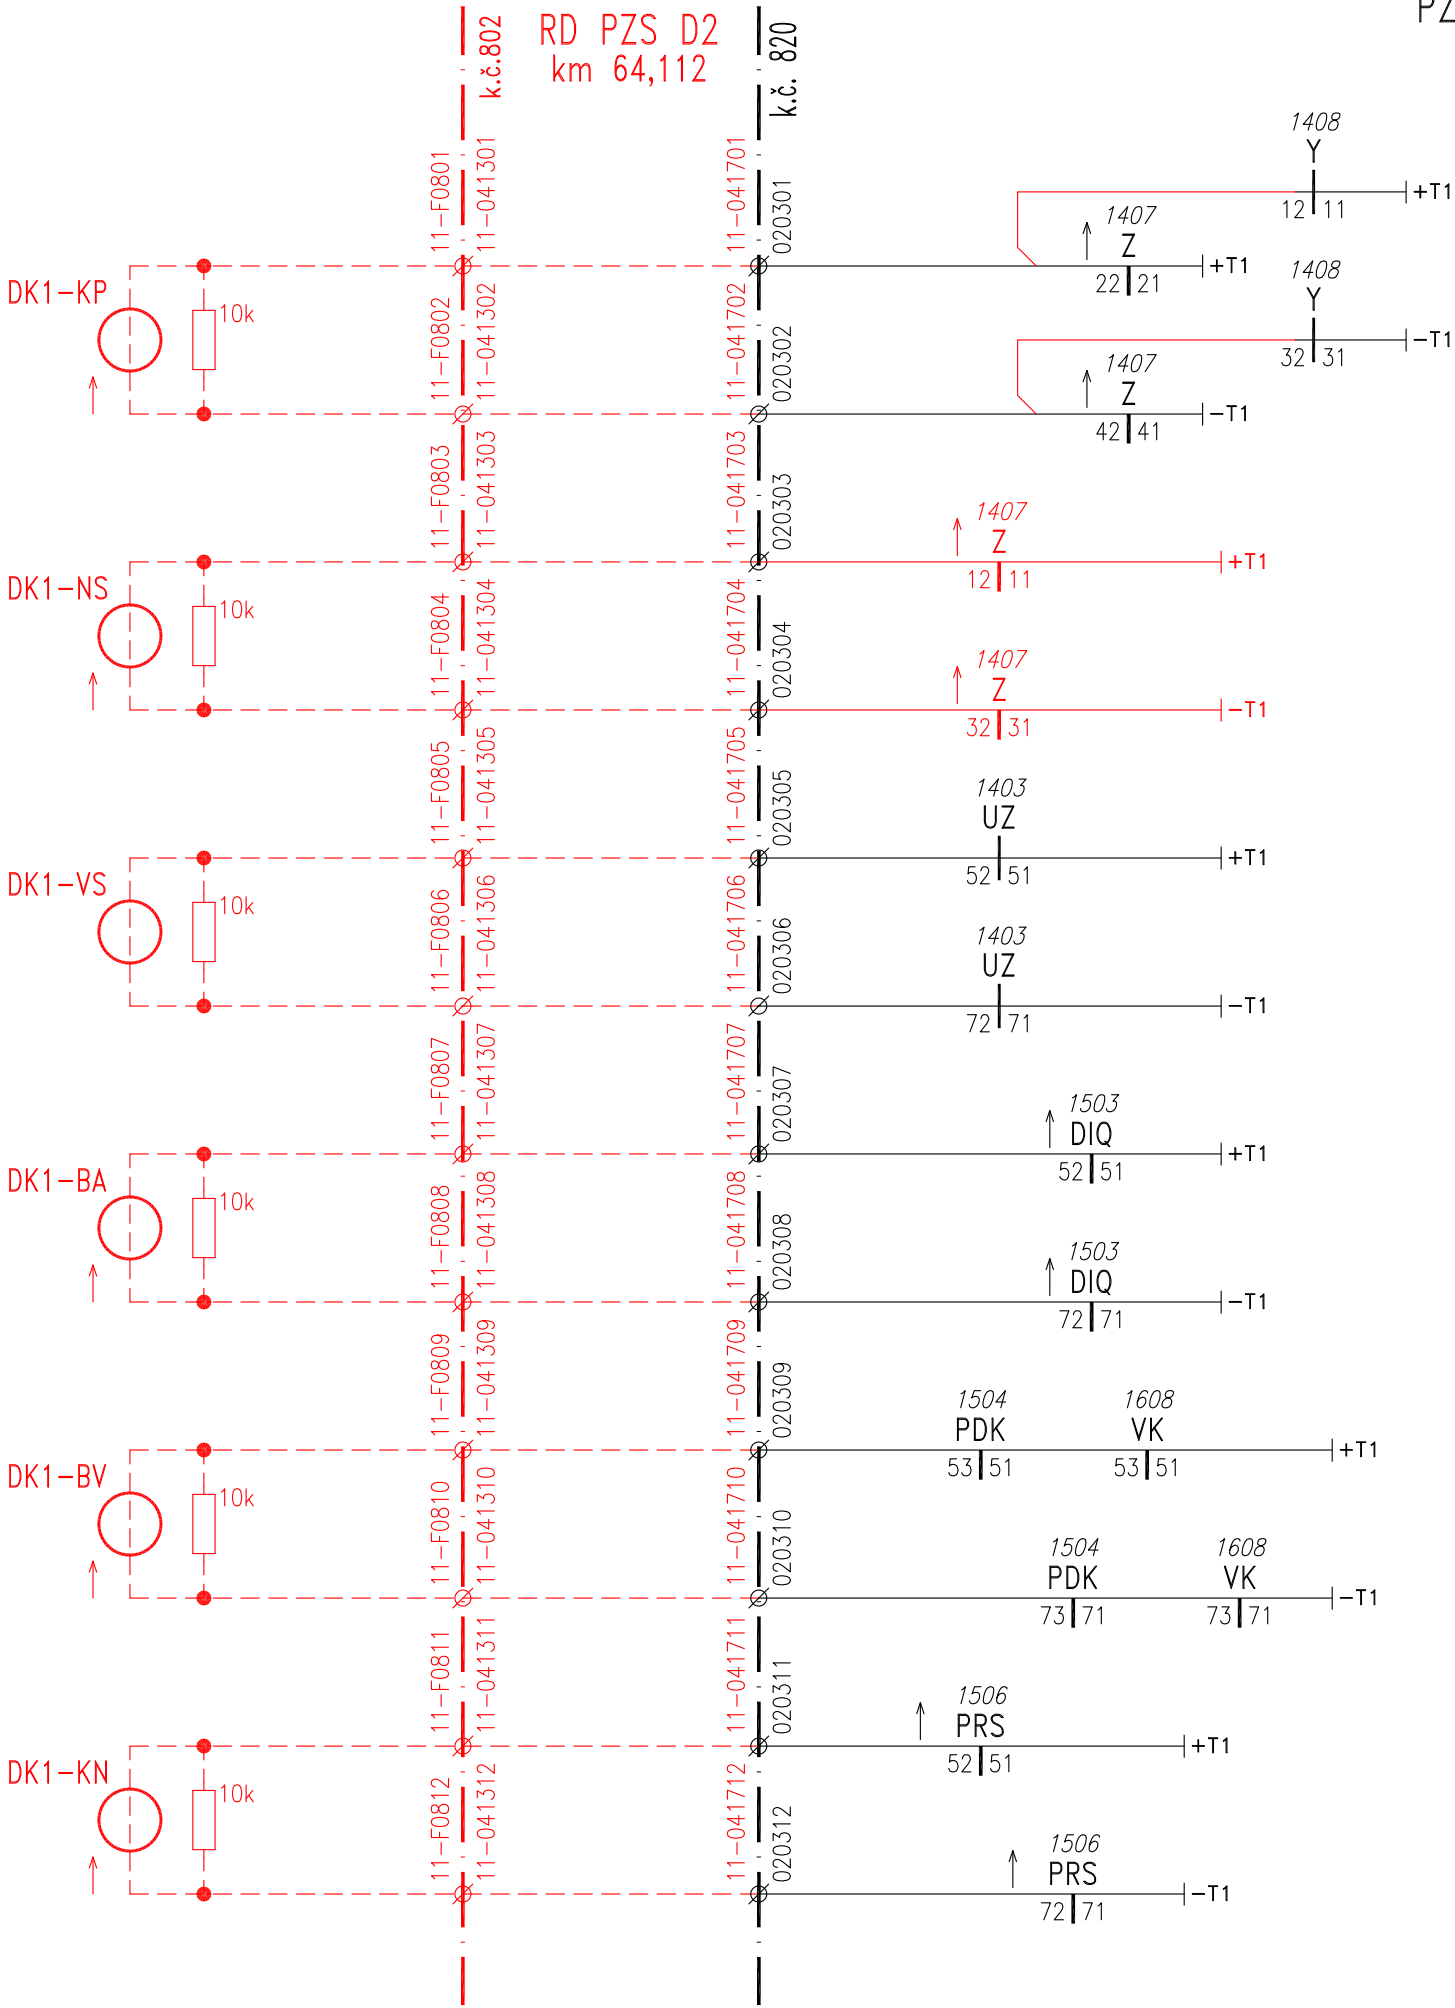 PZ
k.č.802
RD PZS D2
km 64,112
k.č. 820
11-F0801
11-041301
11-041701
020301
1408
Y
12 11
+T1
1407
Z
22 21
+T1
DK1-KP
10k
11-F0802
11-041302
11-041702
020302
1408
Y
32 31
-T1
1407
Z
42 41
-T1
11-F0803
11-041303
11-041703
020303
1407
Z
12 11
+T1
DK1-NS
10k
11-F0804
11-041304
11-041704
020304
1407
Z
32 31
-T1
11-F0805
11-041305
11-041705
020305
1403
UZ
52 51
+T1
DK1-VS
10k
11-F0806
11-041306
11-041706
020306
1403
UZ
72 71
-T1
11-F0807
11-041307
11-041707
020307
1503
DIQ
52 51
+T1
DK1-BA
10k
11-F0808
11-041308
11-041708
020308
1503
DIQ
72 71
-T1
11-F0809
11-041309
11-041709
020309
1504
PDK
53 51
1608
VK
53 51
+T1
DK1-BV
10k
11-F0810
11-041310
11-041710
020310
1504
PDK
73 71
1608
VK
73 71
-T1
11-F0811
11-041311
11-041711
020311
1506
PRS
52 51
+T1
DK1-KN
10k
11-F0812
11-041312
11-041712
020312
1506
PRS
72 71
-T1